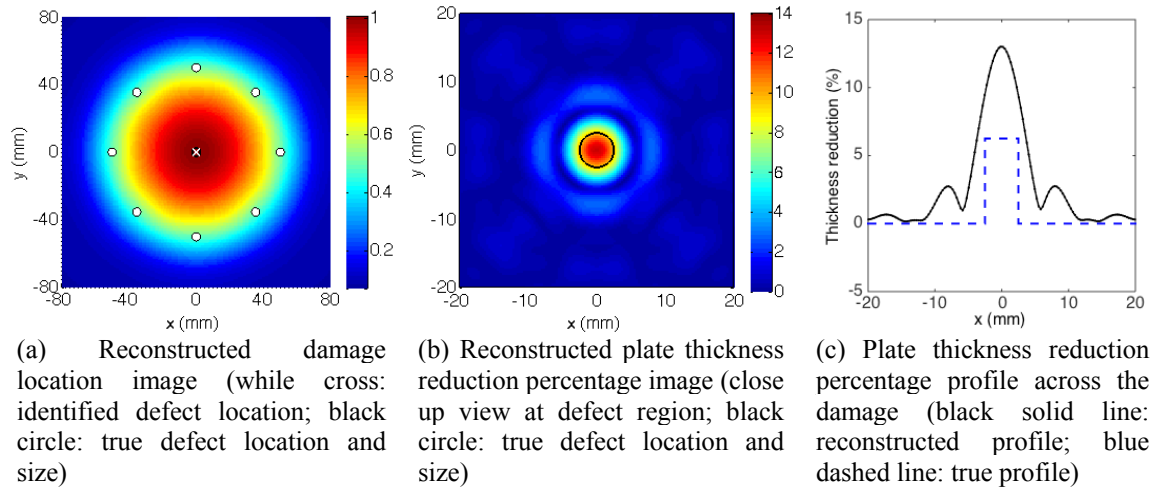 80
40
0
-40
-80
y (mm)
-80 -40 0 40 80
x (mm)
1
0.8
0.6
0.4
0.2
20
10
0
-10
-20
y (mm)
-20 -10 0 10 20
x (mm)
14
12
10
8
6
4
2
0
15
10
5
0
-5
Thickness reduction (%)
-20 -10 0 10 20
x (mm)
(a) Reconstructed damage
location image (while cross:
identified defect location; black
circle: true defect location and
size)
(b) Reconstructed plate thickness
reduction percentage image (close
up view at defect region; black
circle: true defect location and
size)
(c) Plate thickness reduction
percentage profile across the
damage (black solid line:
reconstructed profile; blue
dashed line: true profile)